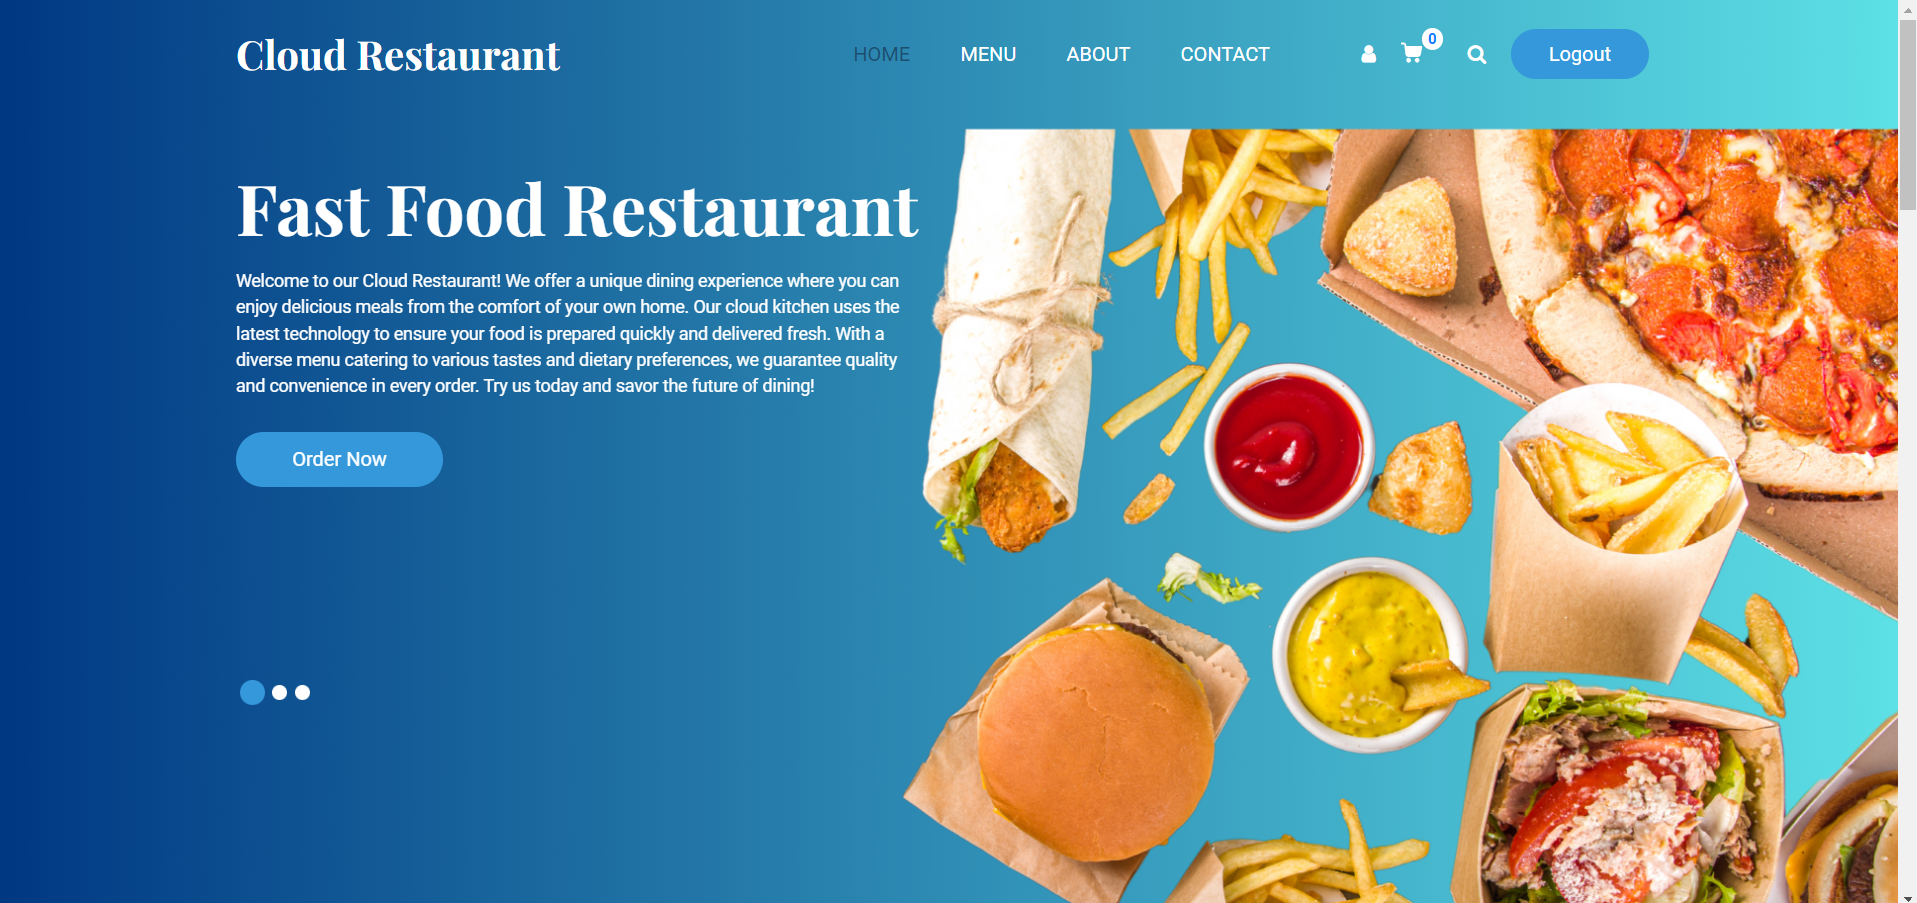 Cloud Restaurant
HOME MENU ABOUT CONTACT 0 Logout
Fast Food Restaurant
Welcome to our Cloud Restaurant! We offer a unique dining experience where you can
enjoy delicious meals from the comfort of your own home. Our cloud kitchen uses the
latest technology to ensure your food is prepared quickly and delivered fresh. With a
diverse menu catering to various tastes and dietary preferences, we guarantee quality
and convenience in every order. Try us today and savor the future of dining!
Order Now